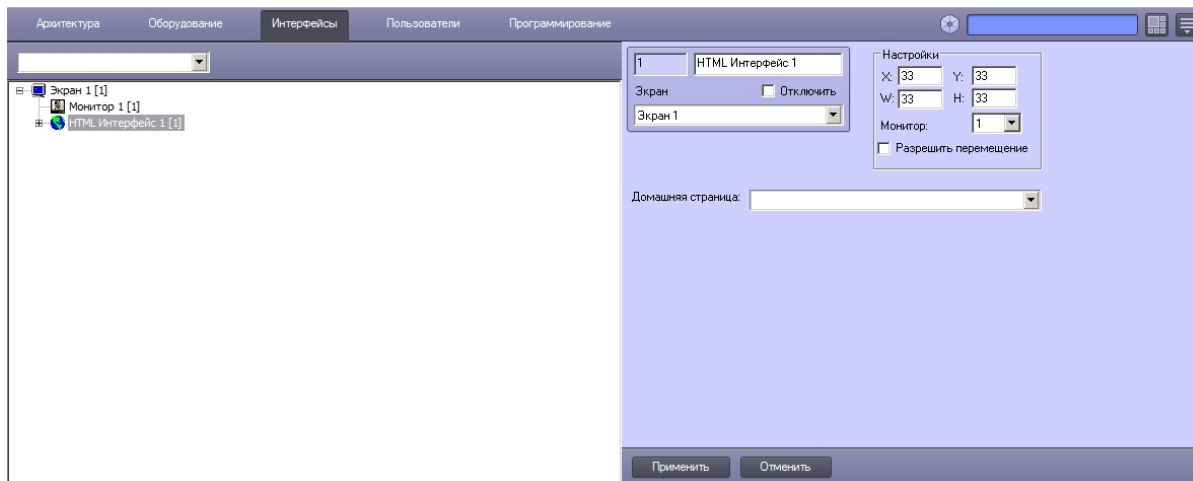 Архитектура Оборудование Интерфейсы Пользователи Программирование
Экран 1 [1]
Монитор 1 [1]
HTML Интерфейс 1 [1]
1 HTML Интерфейс 1
Экран Отключить
Экран 1
Настройки
X: 33 Y: 33
W: 33 H: 33
Монитор: 1
Разрешить перемещение
Домашняя страница:
Применить Отменить